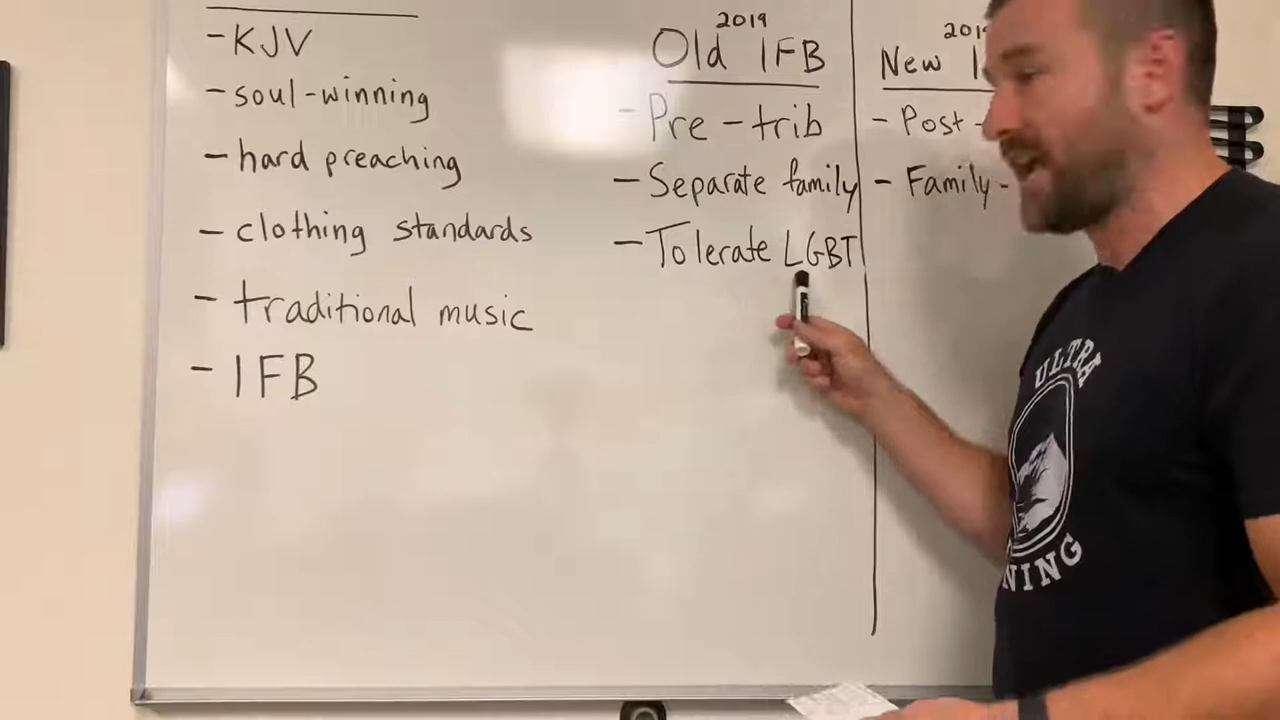 - KJV
- soul-winning
- hard preaching
- clothing standards
- traditional music
- IFB
2019
Old IFB
- Pre-trib
- Separate family
- Tolerate LGBT
New
- Post -
- Family -
ULTRA